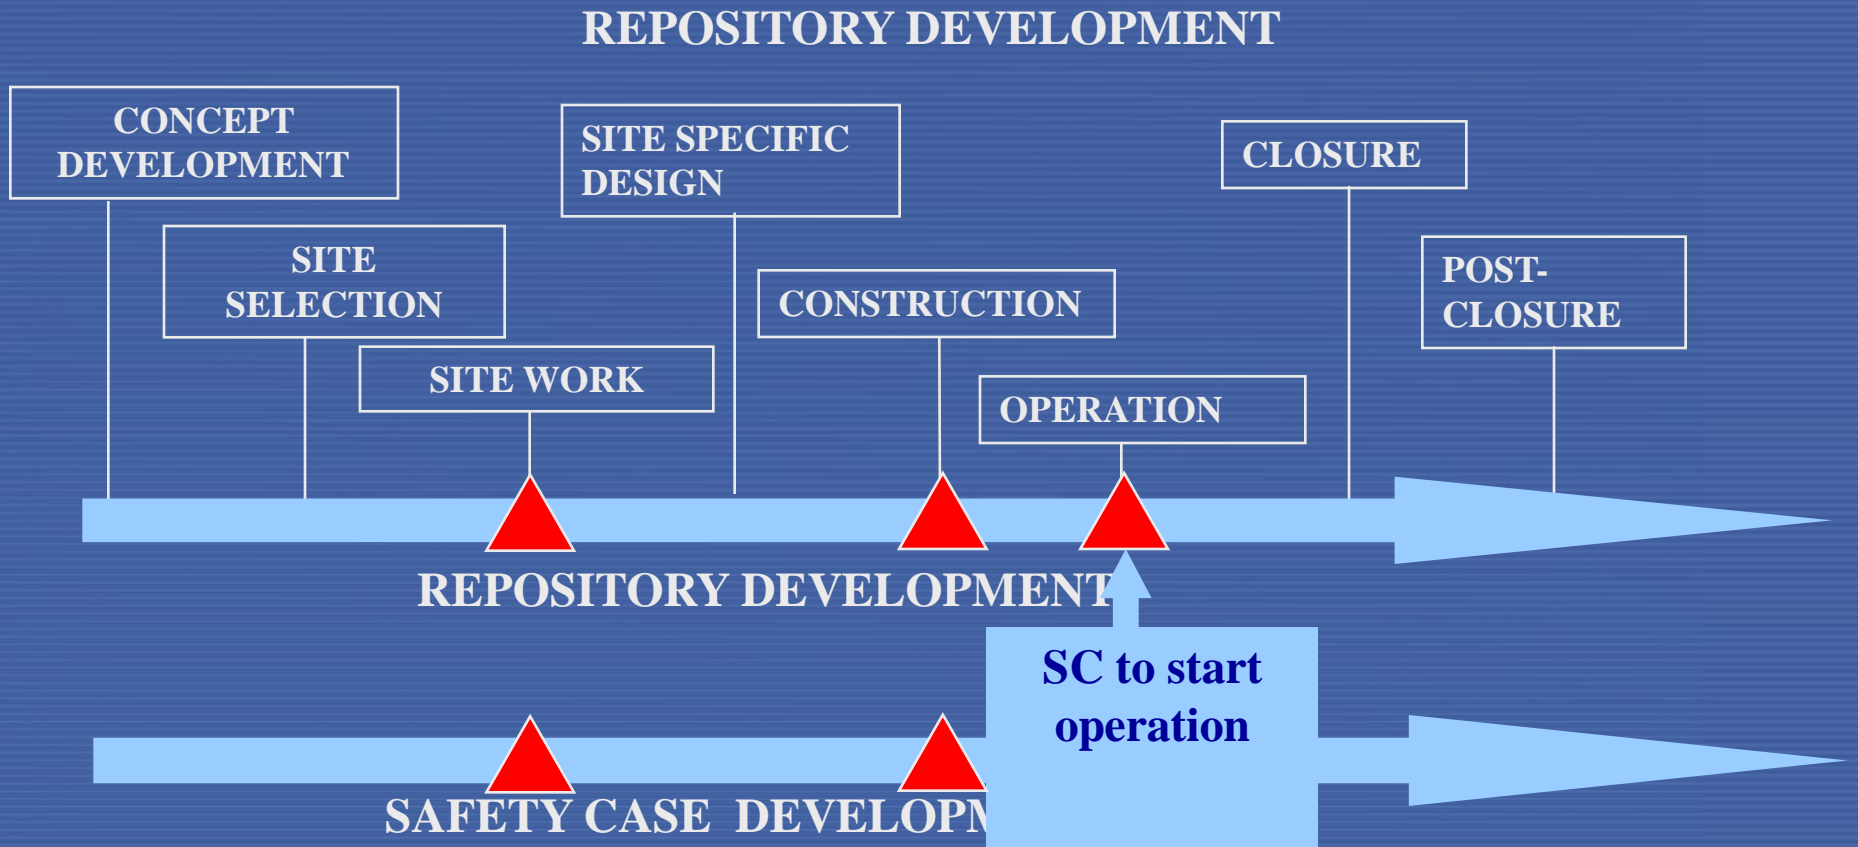 REPOSITORY DEVELOPMENT
CONCEPT
DEVELOPMENT
SITE SPECIFIC
DESIGN
CLOSURE
SITE
SELECTION
POST-
CLOSURE
CONSTRUCTION
SITE WORK
OPERATION
REPOSITORY DEVELOPMENT
SC to start
operation
SAFETY CASE DEVELOPM